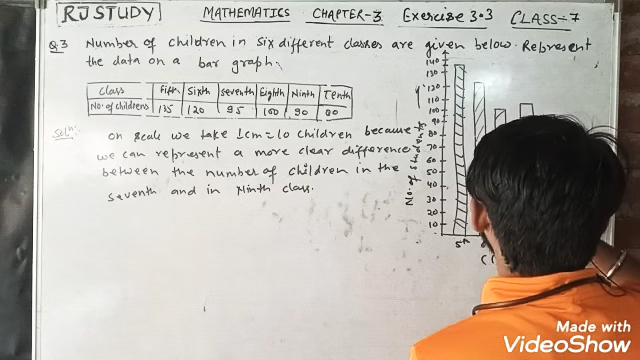 RJ STUDY MATHEMATICS CHAPTER-3 Exercise 3.3 CLASS-7
Q.3 Number of children in six different classes are given below. Represent
the data on a bar graph.
Class Fifth Sixth Seventh Eighth Ninth Tenth
No. of childrens 135 120 95 100 90 80
Soln: On scale we take 1cm = 10 children because
we can represent a more clear difference
between the number of children in the
seventh and in Ninth class.
140
130
120
110
100
90
80
70
60
50
40
30
20
10
No. of students
5th
Made with
VideoShow